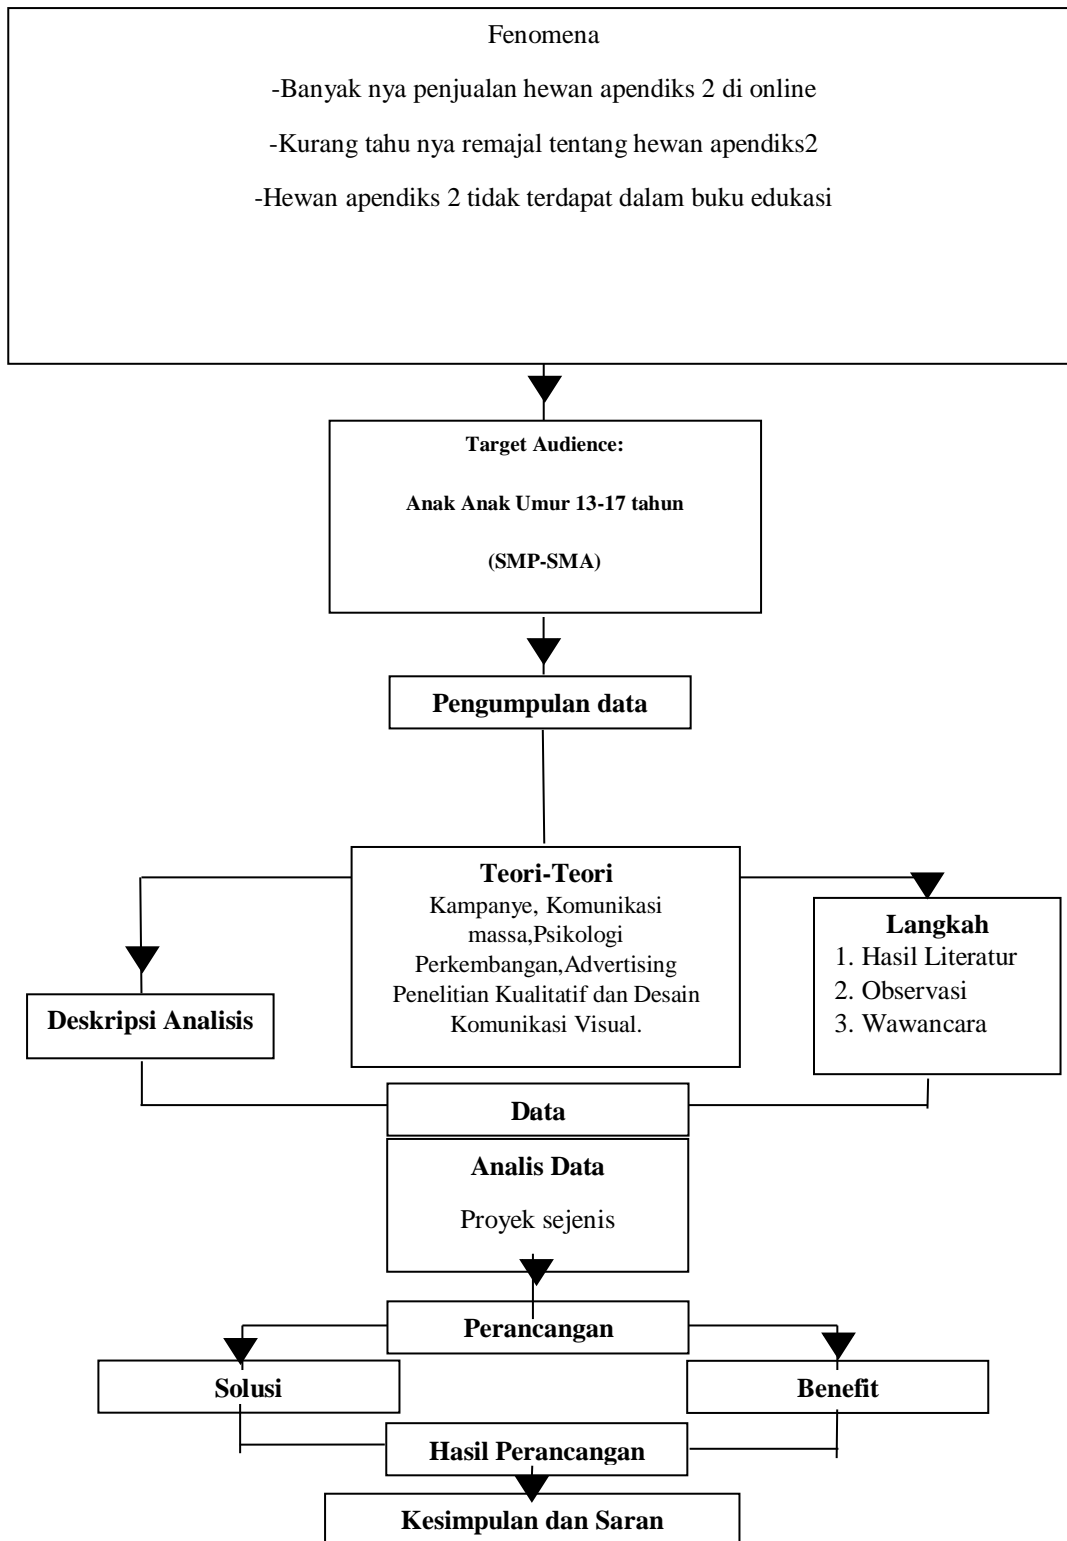 Fenomena
-Banyak nya penjualan hewan apendiks 2 di online
-Kurang tahu nya remajal tentang hewan apendiks2
-Hewan apendiks 2 tidak terdapat dalam buku edukasi
Target Audience:
Anak Anak Umur 13-17 tahun
(SMP-SMA)
Pengumpulan data
Teori-Teori
Kampanye, Komunikasi
massa,Psikologi
Perkembangan,Advertising
Penelitian Kualitatif dan Desain
Komunikasi Visual.
Langkah
1. Hasil Literatur
2. Observasi
3. Wawancara
Deskripsi Analisis
Data
Analis Data
Proyek sejenis
Perancangan
Solusi
Benefit
Hasil Perancangan
Kesimpulan dan Saran